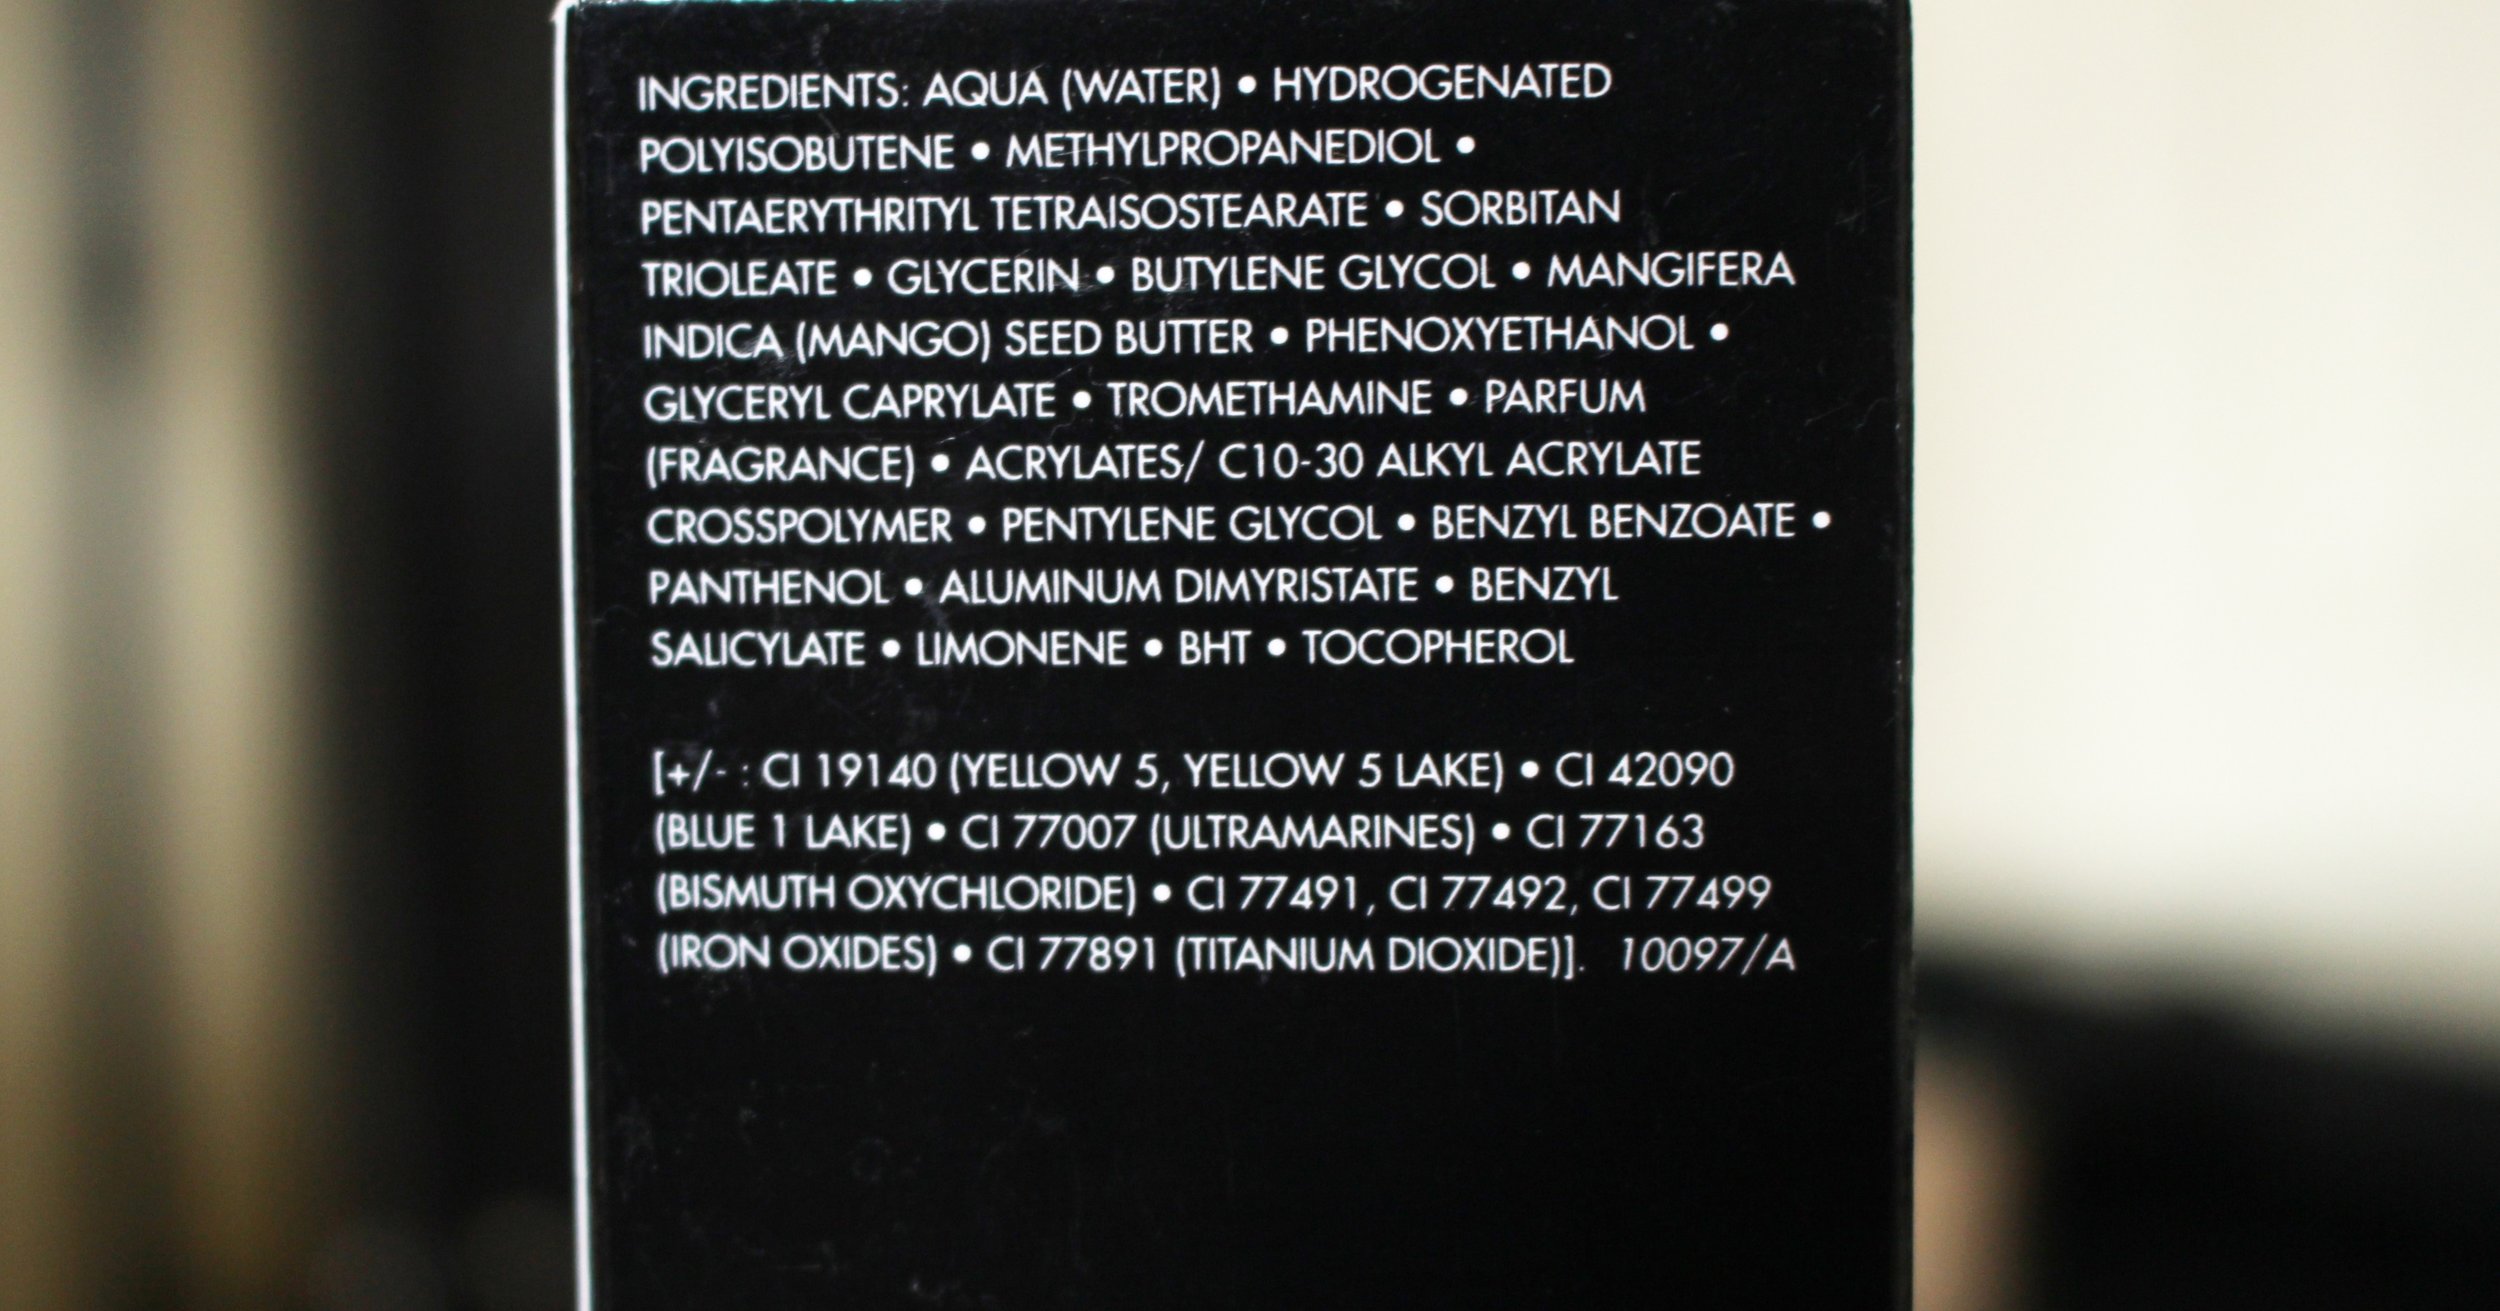 INGREDIENTS: AQUA (WATER) • HYDROGENATED
POLYISOBUTENE • METHYLPROPANEDIOL •
PENTAERYTHRITYL TETRAISOSTEARATE • SORBITAN
TRIOLEATE • GLYCERIN • BUTYLENE GLYCOL • MANGIFERA
INDICA (MANGO) SEED BUTTER • PHENOXYETHANOL •
GLYCERYL CAPRYLATE • TROMETHAMINE • PARFUM
(FRAGRANCE) • ACRYLATES/ C10-30 ALKYL ACRYLATE
CROSSPOLYMER • PENTYLENE GLYCOL • BENZYL BENZOATE •
PANTHENOL • ALUMINUM DIMYRISTATE • BENZYL
SALICYLATE • LIMONENE • BHT • TOCOPHEROL
[+/- : CI 19140 (YELLOW 5, YELLOW 5 LAKE) • CI 42090
(BLUE 1 LAKE) • CI 77007 (ULTRAMARINES) • CI 77163
(BISMUTH OXYCHLORIDE) • CI 77491, CI 77492, CI 77499
(IRON OXIDES) • CI 77891 (TITANIUM DIOXIDE)]. 10097/A